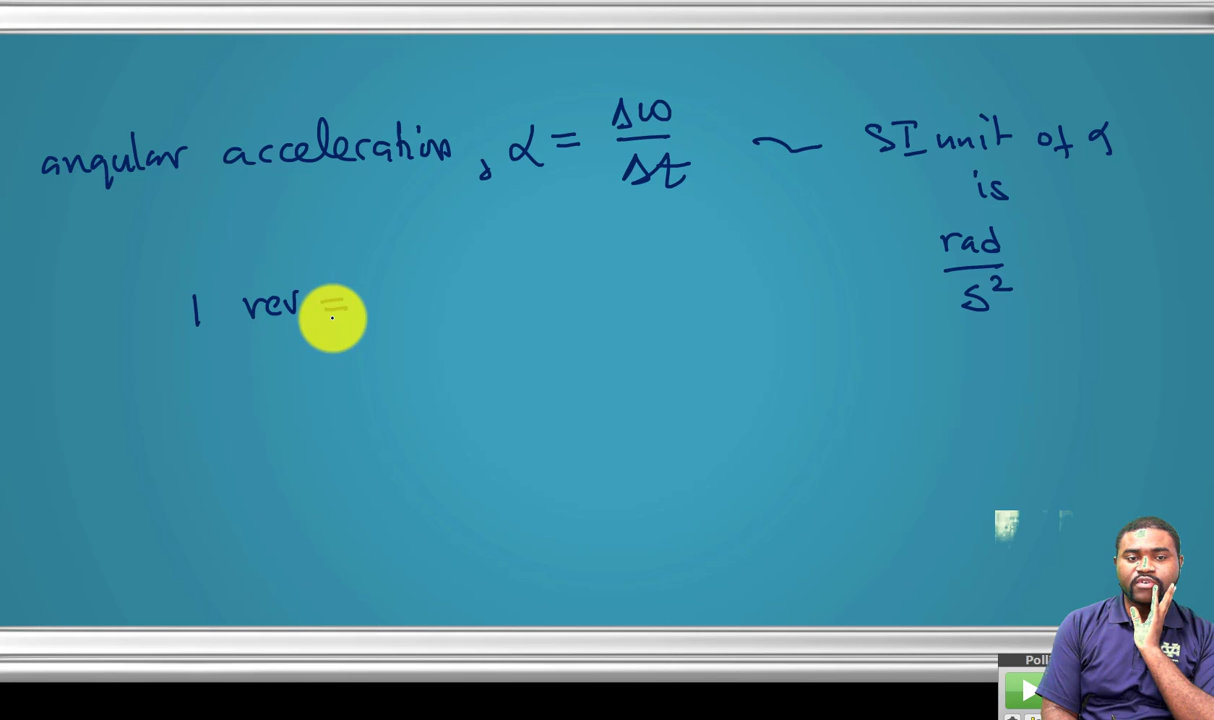 angular acceleration, α = Δω/Δt ~ SI unit of α
is
rad/s²
1 rev =